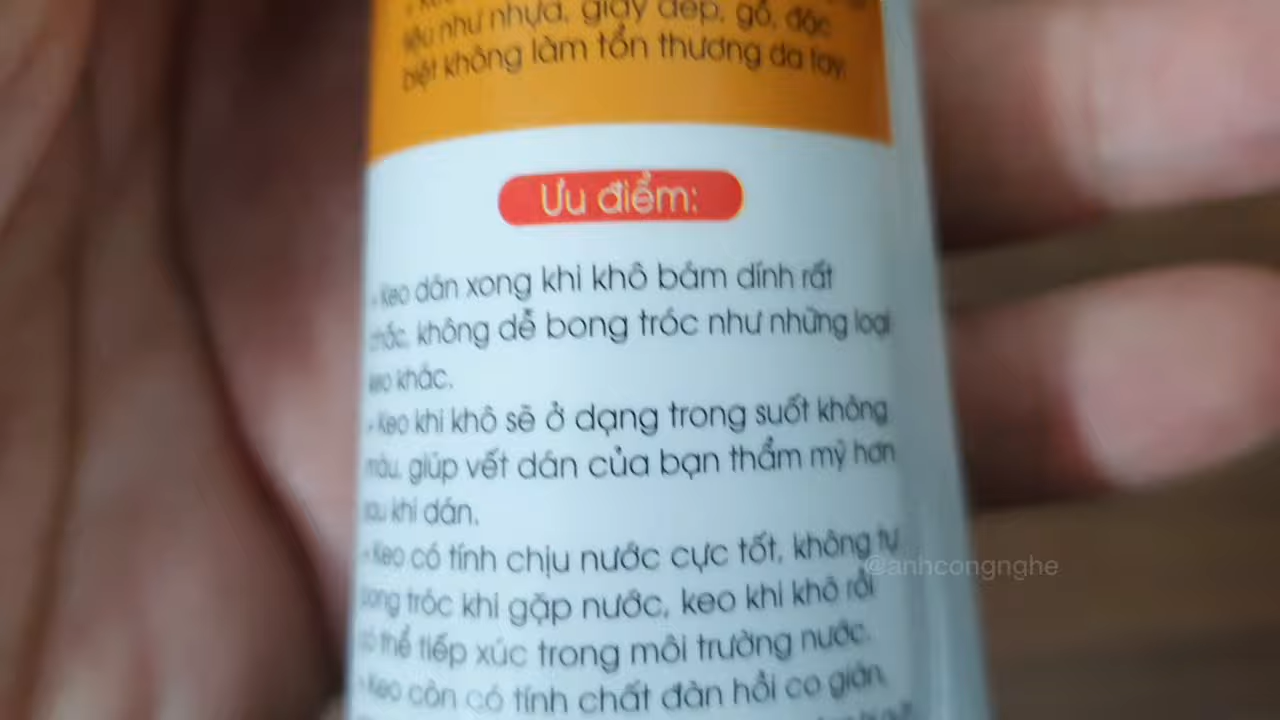 liệu như nhựa, giấy dép, gỗ, đặc
biệt không làm tổn thương da tay.
Ưu điểm:
- Keo dán xong khi khô bám dính rất
chắc, không dễ bong tróc như những loại
keo khác.
- Keo khi khô sẽ ở dạng trong suốt không
màu, giúp vết dán của bạn thẩm mỹ hơn
sau khi dán.
- Keo có tính chịu nước cực tốt, không tự
bong tróc khi gặp nước, keo khi khô rồi
có thể tiếp xúc trong môi trường nước.
- Keo còn có tính chất đàn hồi co giãn,
@anhcongnghe